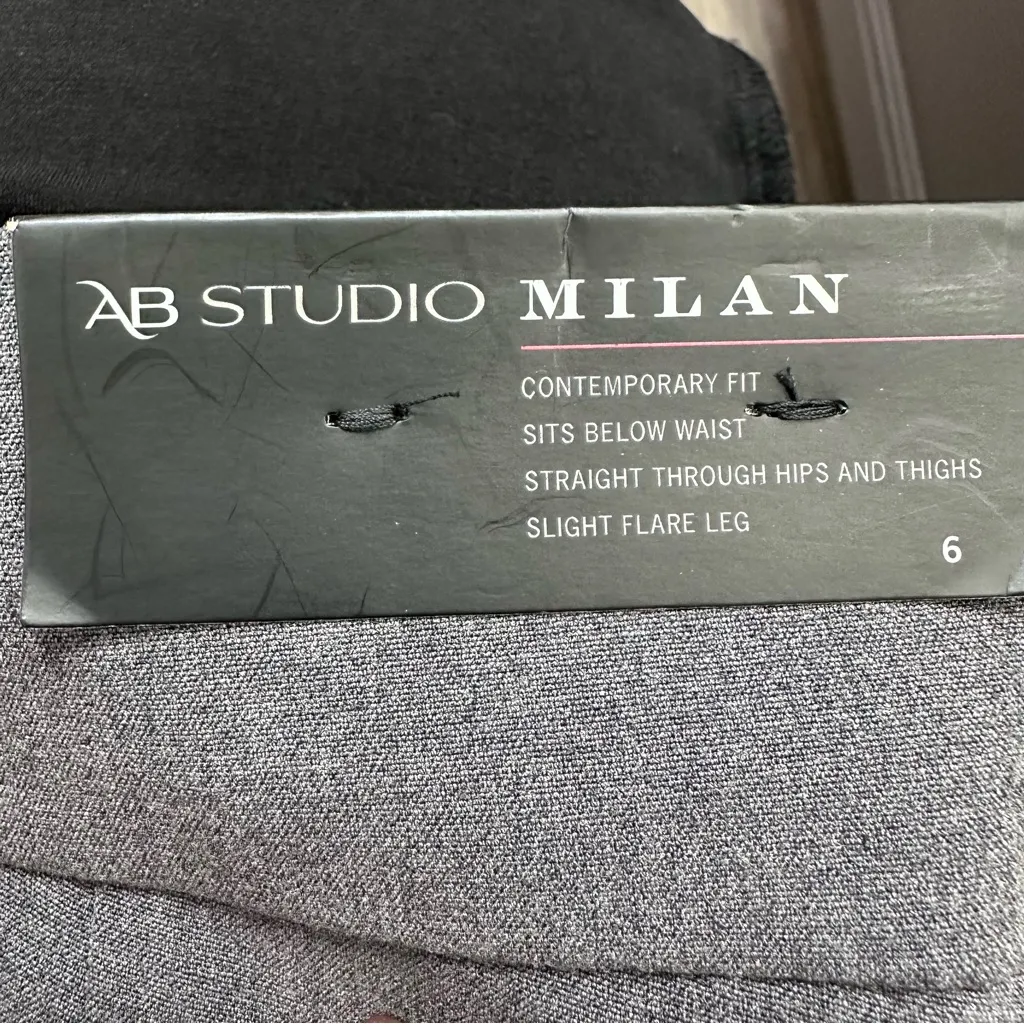 AB STUDIO MILAN
CONTEMPORARY FIT
SITS BELOW WAIST
STRAIGHT THROUGH HIPS AND THIGHS
SLIGHT FLARE LEG
6